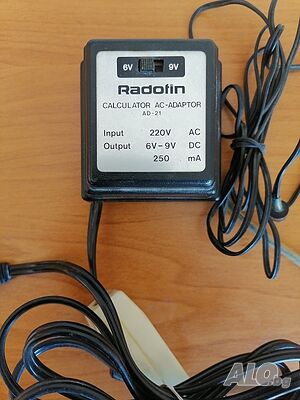 6V 9V
Radofin
CALCULATOR AC-ADAPTOR
AD-21
Input 220V AC
Output 6V-9V DC
250 mA
ALO.bg